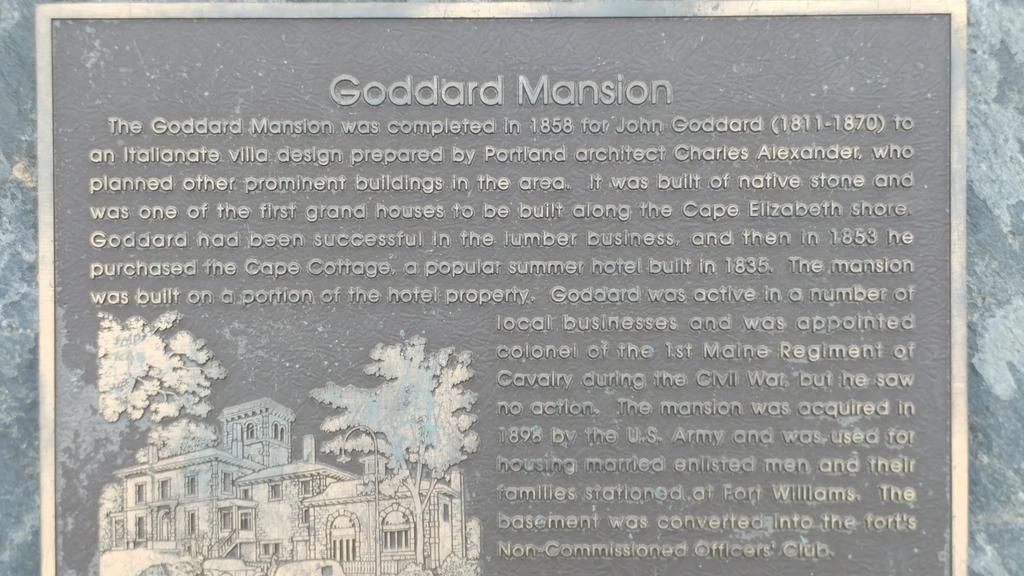 Goddard Mansion
The Goddard Mansion was completed in 1858 for John Goddard (1811-1870) to
an Italianate villa design prepared by Portland architect Charles Alexander, who
planned other prominent buildings in the area. It was built of native stone and
was one of the first grand houses to be built along the Cape Elizabeth shore.
Goddard had been successful in the lumber business, and then in 1853 he
purchased the Cape Cottage, a popular summer hotel built in 1835. The mansion
was built on a portion of the hotel property. Goddard was active in a number of
local businesses and was appointed
colonel of the 1st Maine Regiment of
Cavalry during the Civil War, but he saw
no action. The mansion was acquired in
1898 by the U.S. Army and was used for
housing married enlisted men and their
families stationed at Fort Williams. The
basement was converted into the fort's
Non-Commissioned Officers' Club.